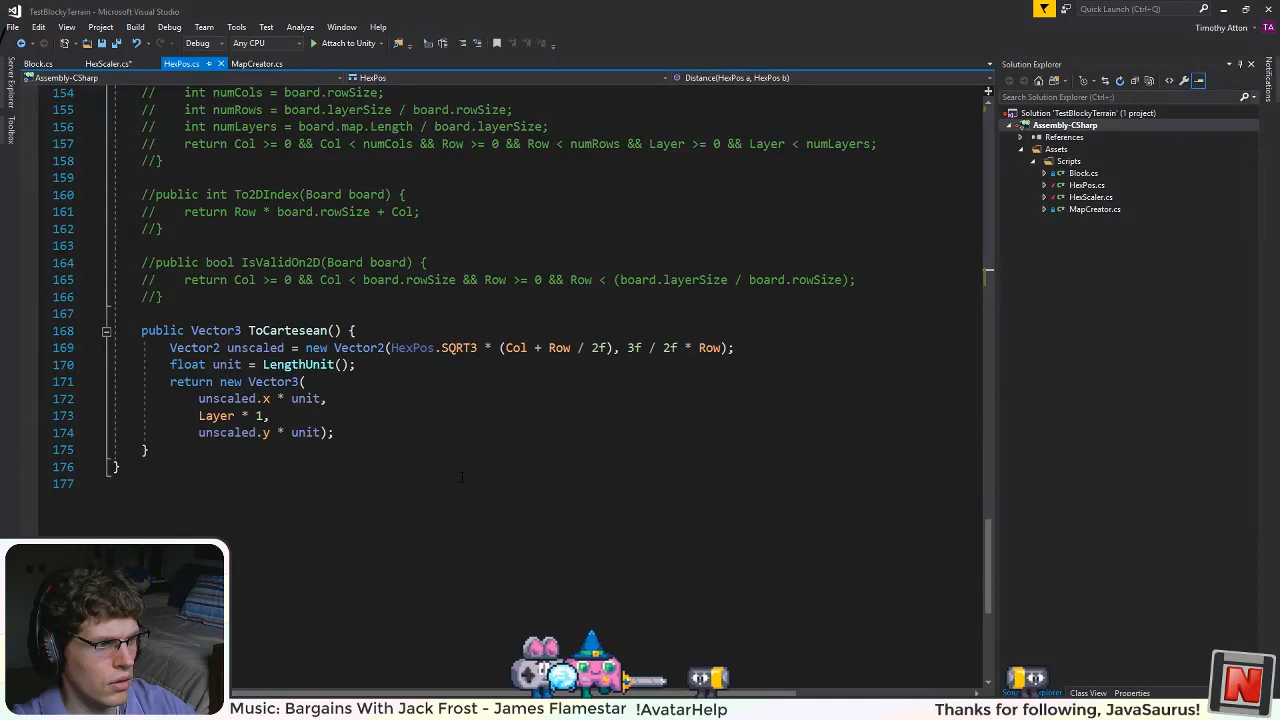 TestBlockyTerrain - Microsoft Visual Studio
Quick Launch (Ctrl+Q)
File Edit View Project Build Debug Team Tools Test Analyze Window Help
Timothy Atton TA
Debug Any CPU Attach to Unity
Block.cs HexScaler.cs* HexPos.cs MapCreator.cs
Assembly-CSharp HexPos Distance(HexPos a, HexPos b)
Server Explorer
Toolbox
154 // int numCols = board.rowSize;
155 // int numRows = board.layerSize / board.rowSize;
156 // int numLayers = board.map.Length / board.layerSize;
157 // return Col >= 0 && Col < numCols && Row >= 0 && Row < numRows && Layer >= 0 && Layer < numLayers;
158 //}
159
160 //public int To2DIndex(Board board) {
161 // return Row * board.rowSize + Col;
162 //}
163
164 //public bool IsValidOn2D(Board board) {
165 // return Col >= 0 && Col < board.rowSize && Row >= 0 && Row < (board.layerSize / board.rowSize);
166 //}
167
168 public Vector3 ToCartesean() {
169 Vector2 unscaled = new Vector2(HexPos.SQRT3 * (Col + Row / 2f), 3f / 2f * Row);
170 float unit = LengthUnit();
171 return new Vector3(
172 unscaled.x * unit,
173 Layer * 1,
174 unscaled.y * unit);
175 }
176 }
177
Solution Explorer
Search Solution Explorer (Ctrl+;)
Solution 'TestBlockyTerrain' (1 project)
Assembly-CSharp
References
Assets
Scripts
Block.cs
HexPos.cs
HexScaler.cs
MapCreator.cs
Notifications
Class View Properties
Music: Bargains With Jack Frost - James Flamestar !AvatarHelp
Thanks for following, JavaSaurus!
N